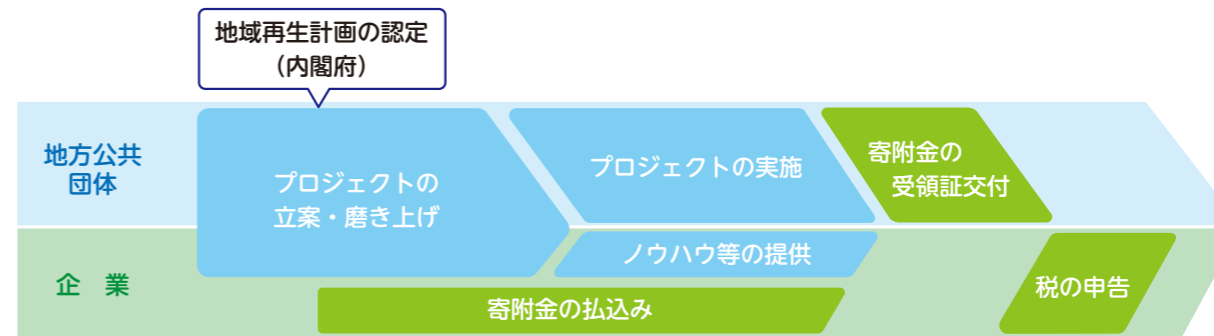 地域再生計画の認定
（内閣府）
地方公共
団体
プロジェクトの
立案・磨き上げ
プロジェクトの実施
寄附金の
受領証交付
企　業
ノウハウ等の提供
寄附金の払込み
税の申告